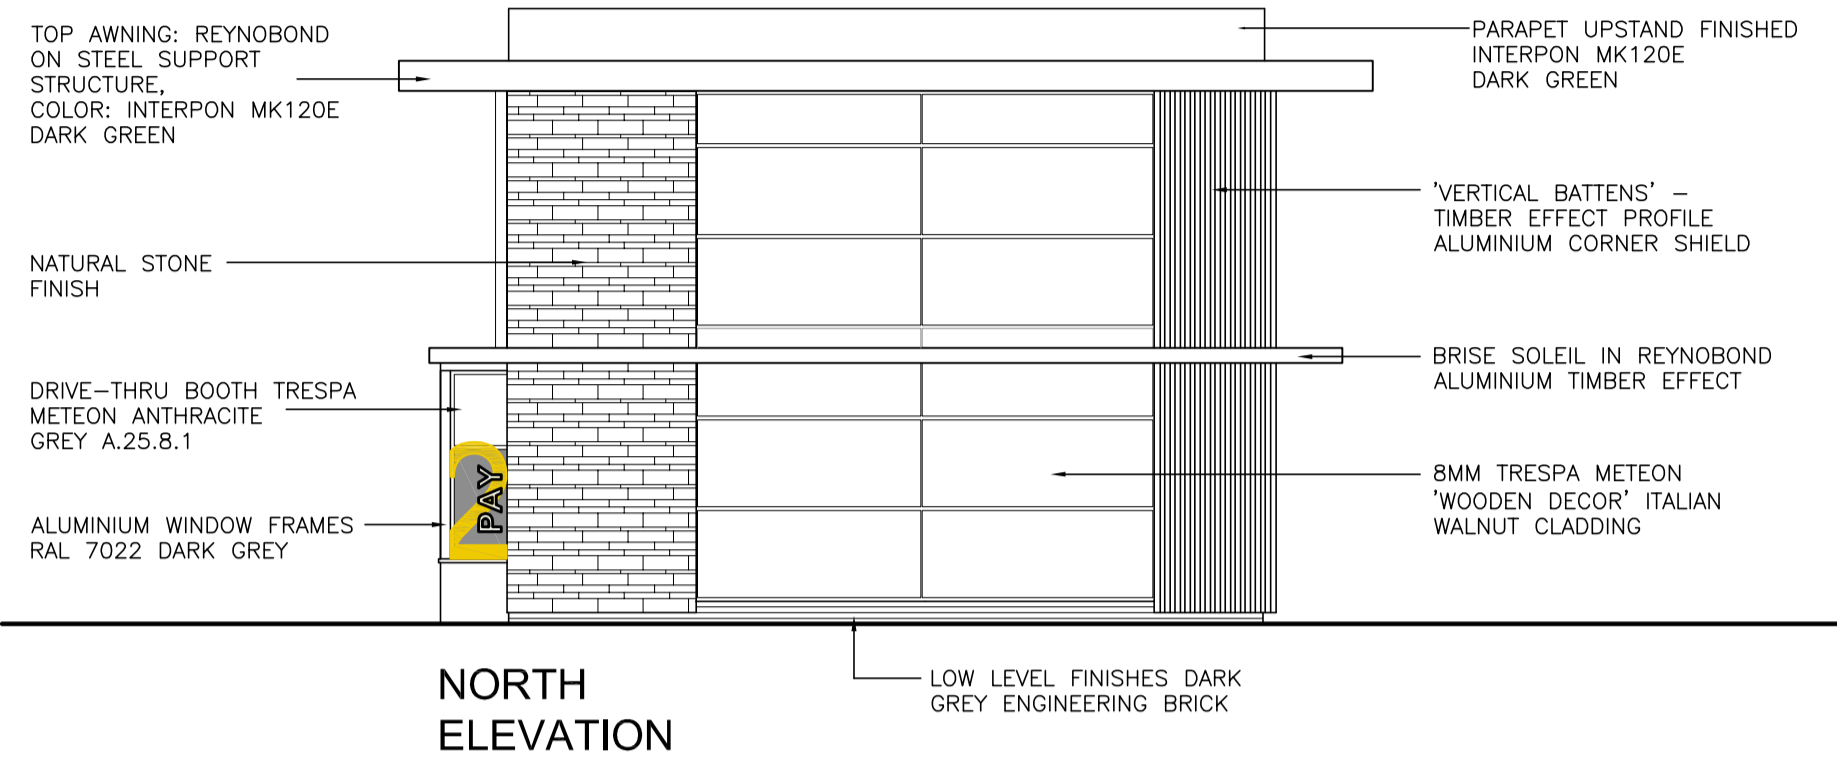 TOP AWNING: REYNOBOND
ON STEEL SUPPORT
STRUCTURE,
COLOR: INTERPON MK120E
DARK GREEN
NATURAL STONE
FINISH
DRIVE-THRU BOOTH TRESPA
METEON ANTHRACITE
GREY A.25.8.1
ALUMINIUM WINDOW FRAMES
RAL 7022 DARK GREY
2
PAY
PARAPET UPSTAND FINISHED
INTERPON MK120E
DARK GREEN
'VERTICAL BATTENS' -
TIMBER EFFECT PROFILE
ALUMINIUM CORNER SHIELD
BRISE SOLEIL IN REYNOBOND
ALUMINIUM TIMBER EFFECT
8MM TRESPA METEON
'WOODEN DECOR' ITALIAN
WALNUT CLADDING
LOW LEVEL FINISHES DARK
GREY ENGINEERING BRICK
NORTH
ELEVATION